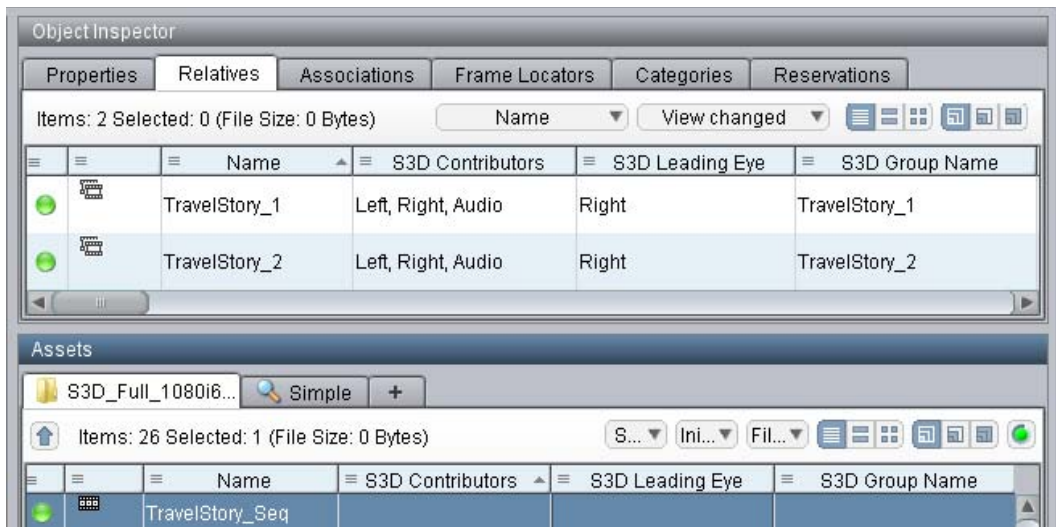 Object Inspector
Properties Relatives Associations Frame Locators Categories Reservations
Items: 2 Selected: 0 (File Size: 0 Bytes) Name View changed
Name S3D Contributors S3D Leading Eye S3D Group Name
TravelStory_1 Left, Right, Audio Right TravelStory_1
TravelStory_2 Left, Right, Audio Right TravelStory_2
Assets
S3D_Full_1080i6... Simple +
Items: 26 Selected: 1 (File Size: 0 Bytes) S... Ini... Fil...
Name S3D Contributors S3D Leading Eye S3D Group Name
TravelStory_Seq